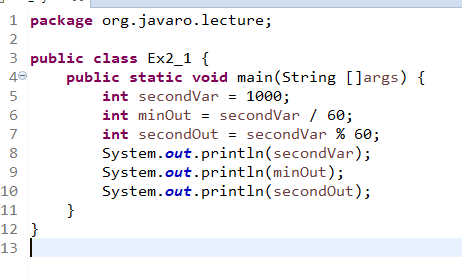 1 package org.javaro.lecture;
2
3 public class Ex2_1 {
4     public static void main(String []args) {
5         int secondVar = 1000;
6         int minOut = secondVar / 60;
7         int secondOut = secondVar % 60;
8         System.out.println(secondVar);
9         System.out.println(minOut);
10         System.out.println(secondOut);
11     }
12 }
13